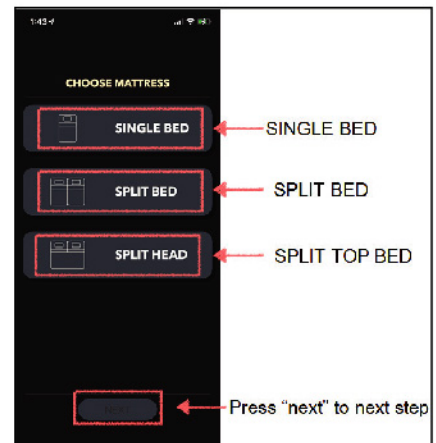 1:43
CHOOSE MATTRESS
SINGLE BED
SINGLE BED
SPLIT BED
SPLIT BED
SPLIT HEAD
SPLIT TOP BED
NEXT
Press “next” to next step